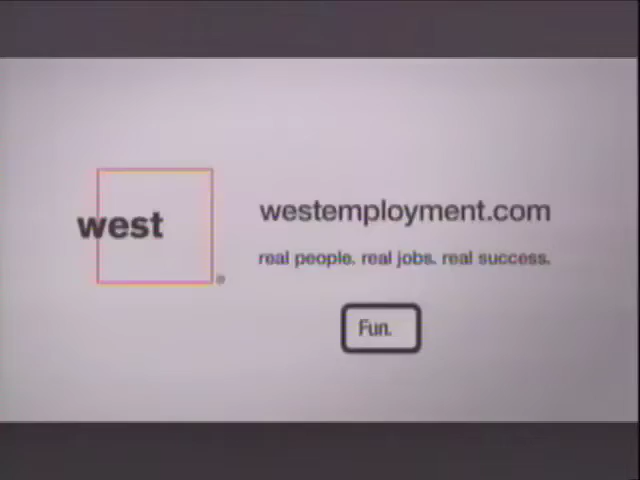 west
westemployment.com
real people. real jobs. real success.
Fun.